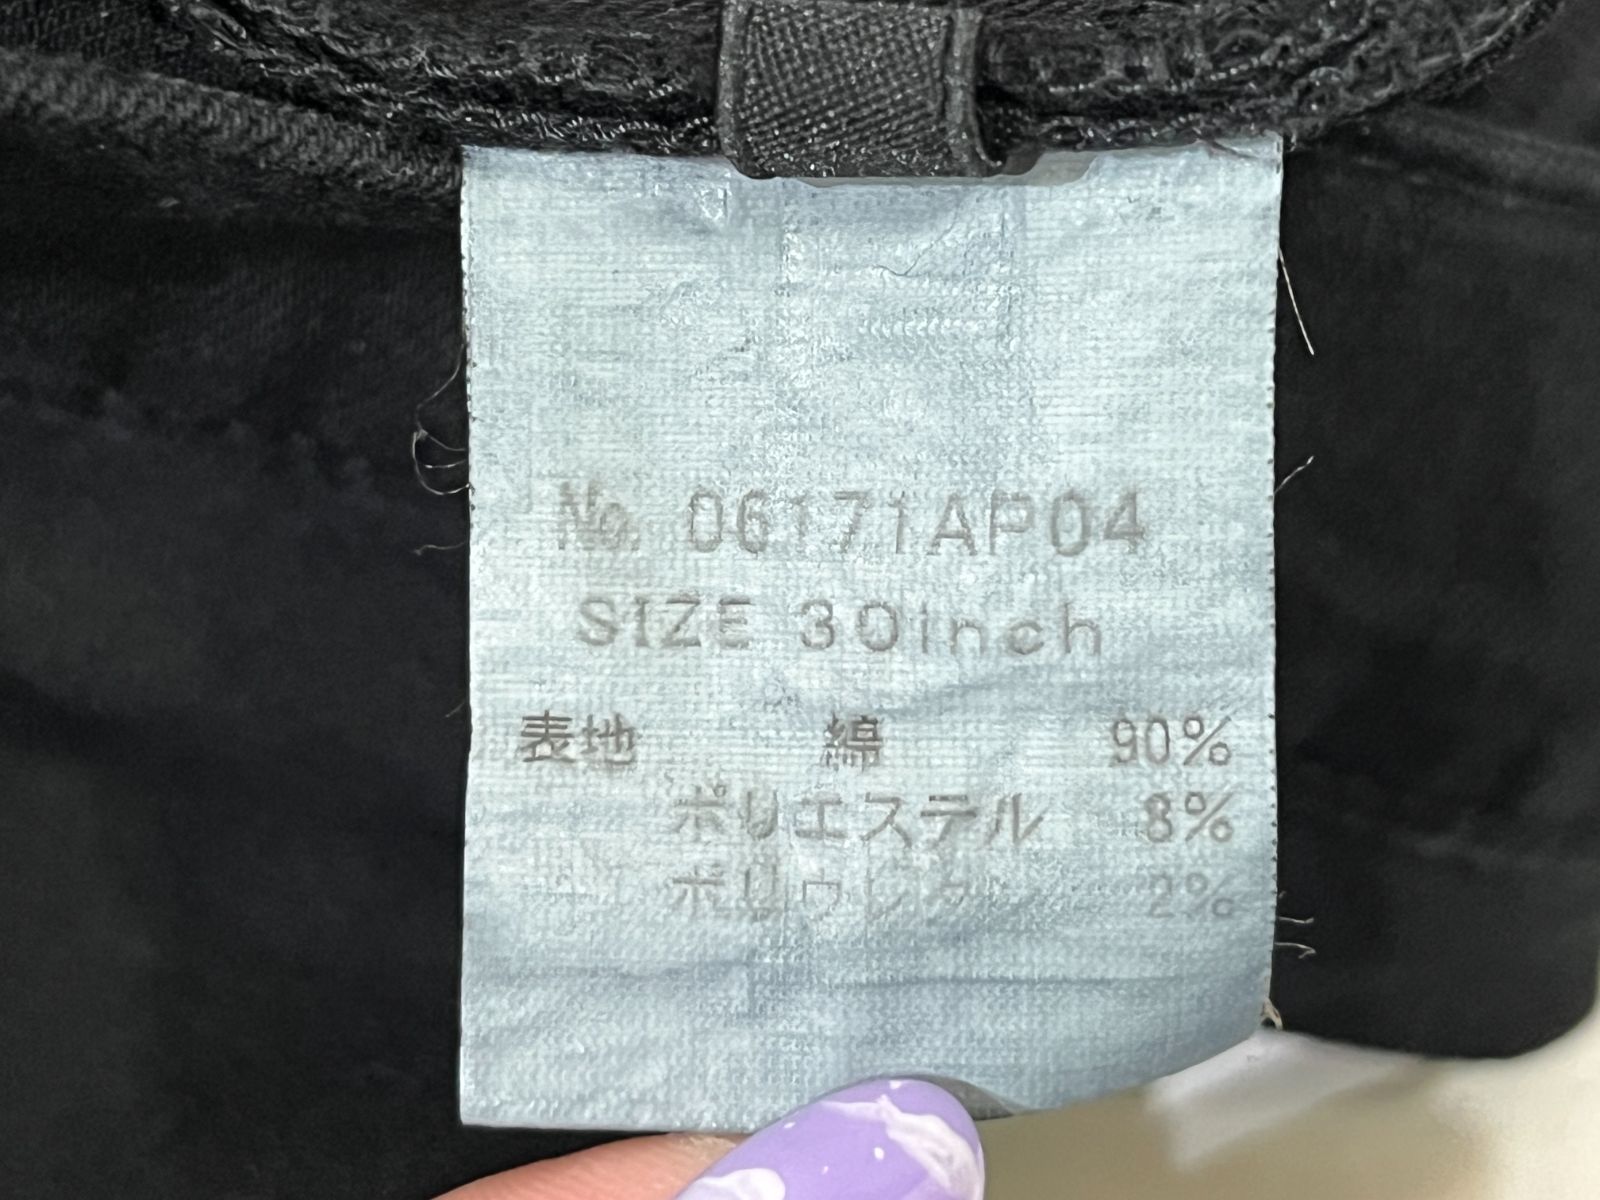 No. 06171AP04
SIZE 30inch
表地 綿 90%
ポリエステル 8%
ポリウレタン 2%